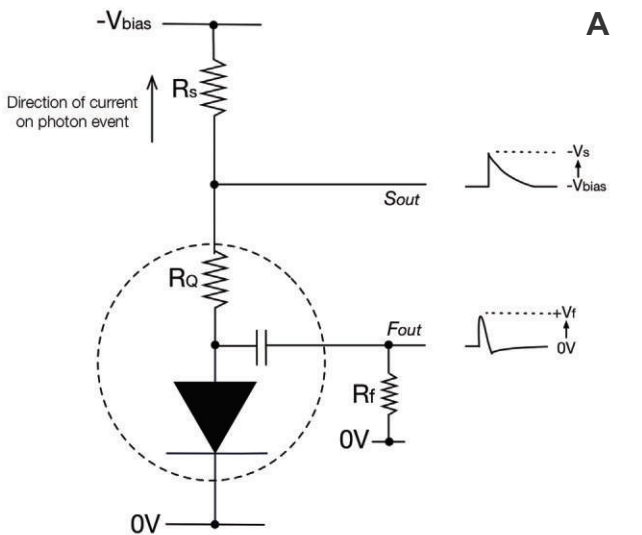 A
-Vbias
Rs
Direction of current
on photon event
-Vs
-Vbias
Sout
RQ
Fout
+Vf
0V
Rf
0V
0V